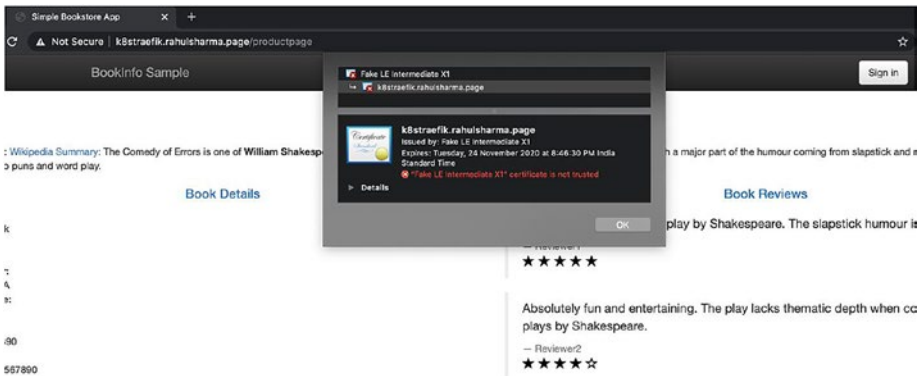 Simple Bookstore App
Not Secure | k8straefik.rahulsharma.page/productpage
BookInfo Sample
Sign in
Fake LE Intermediate X1
k8straefik.rahulsharma.page
Certificate
k8straefik.rahulsharma.page
Issued by: Fake LE Intermediate X1
Expires: Tuesday, 24 November 2020 at 8:46:30 PM India
Standard Time
"Fake LE Intermediate X1" certificate is not trusted
Details
OK
: Wikipedia Summary: The Comedy of Errors is one of William Shakesp
h a major part of the humour coming from slapstick and
puns and word play.
Book Details
k
567890
Book Reviews
play by Shakespeare. The slapstick humour is
— Reviewer1
★★★★★
Absolutely fun and entertaining. The play lacks thematic depth when
plays by Shakespeare.
— Reviewer2
★★★★☆